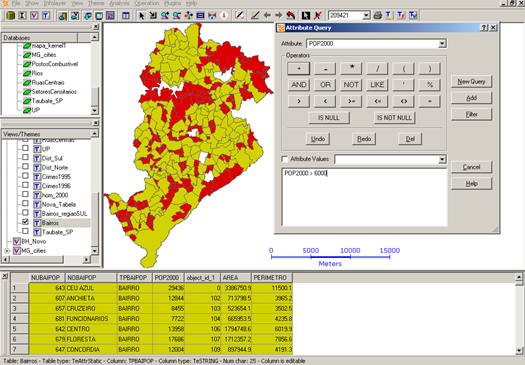 File Show Infolayer View Theme Analysis Operation Plugins Help
209421
Databases
mapa_kernel1
MG_cities
PostosCombustivel
Rios
RuasCentrais
SetoresCensitarios
Taubate_SP
UP
Views/Themes
RuasCentrais
UP
Dist_Sul
Dist_Norte
Crimes1995
Crimes1996
hom_2000
Nova_Tabela
Bairros_regiaoSUL
Bairros
Taubate_SP
BH_Novo
MG_cities
Attribute Query
Attribute: POP2000
Operators
+ - * / ( )
AND OR NOT LIKE ' %
> < >= <= <> =
IS NULL IS NOT NULL
Undo Redo Del
New Query
Add
Filter
Attribute Values
POP2000 > 6000
Cancel
Help
0 5000 10000 15000
Meters
NUBAIPOP NOBAIPOP TPBAIPOP POP2000 object_id_1 AREA PERIMETRO
1 643 CEU AZUL BAIRRO 29436 0 3386750.9 11500.1
2 607 ANCHIETA BAIRRO 12844 102 713798.5 3965.2
3 657 CRUZEIRO BAIRRO 8455 103 523654.1 3502.5
4 681 FUNCIONARIOS BAIRRO 7722 104 665953.5 4235.8
5 642 CENTRO BAIRRO 13958 106 1794748.6 6019.9
6 679 FLORESTA BAIRRO 17686 107 1712357.2 7856.6
7 647 CONCORDIA BAIRRO 12004 109 897944.9 4191.3
Table: Bairros - Table type: TeAttrStatic - Column: TPBAIPOP - Column type: TeSTRING - Num char: 25 - Column is editable